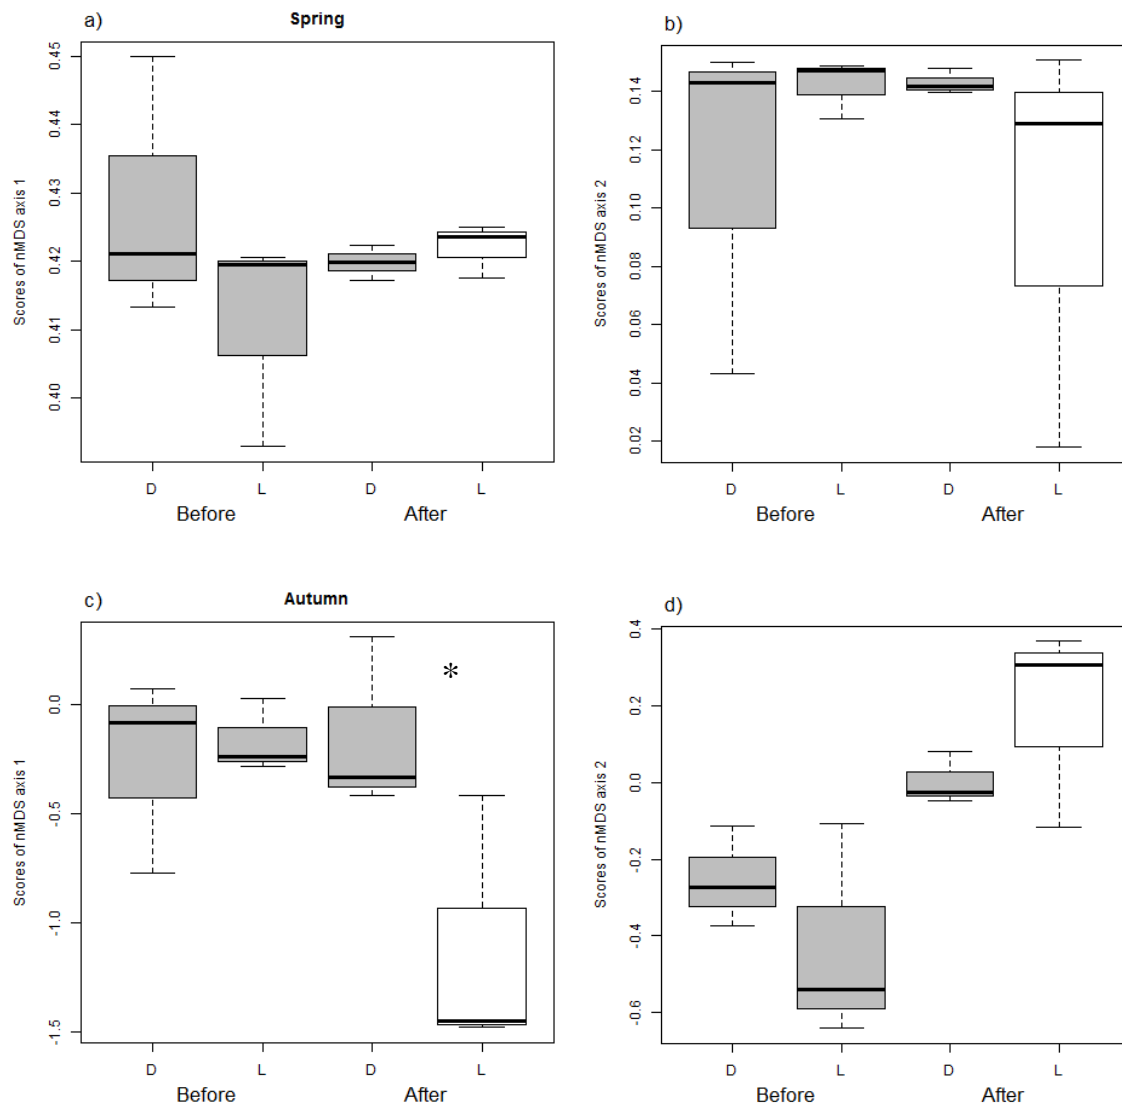 a) Spring
Scores of nMDS axis 1
0.45
0.44
0.43
0.42
0.41
0.40
D L D L
Before After
b)
Scores of nMDS axis 2
0.14
0.12
0.10
0.08
0.06
0.04
0.02
D L D L
Before After
c) Autumn
Scores of nMDS axis 1
0.0
-0.5
-1.0
-1.5
*
D L D L
Before After
d)
Scores of nMDS axis 2
0.4
0.2
0.0
-0.2
-0.4
-0.6
D L D L
Before After